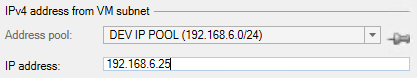 IPv4 address from VM subnet
Address pool: DEV IP POOL (192.168.6.0/24)
IP address: 192.168.6.25